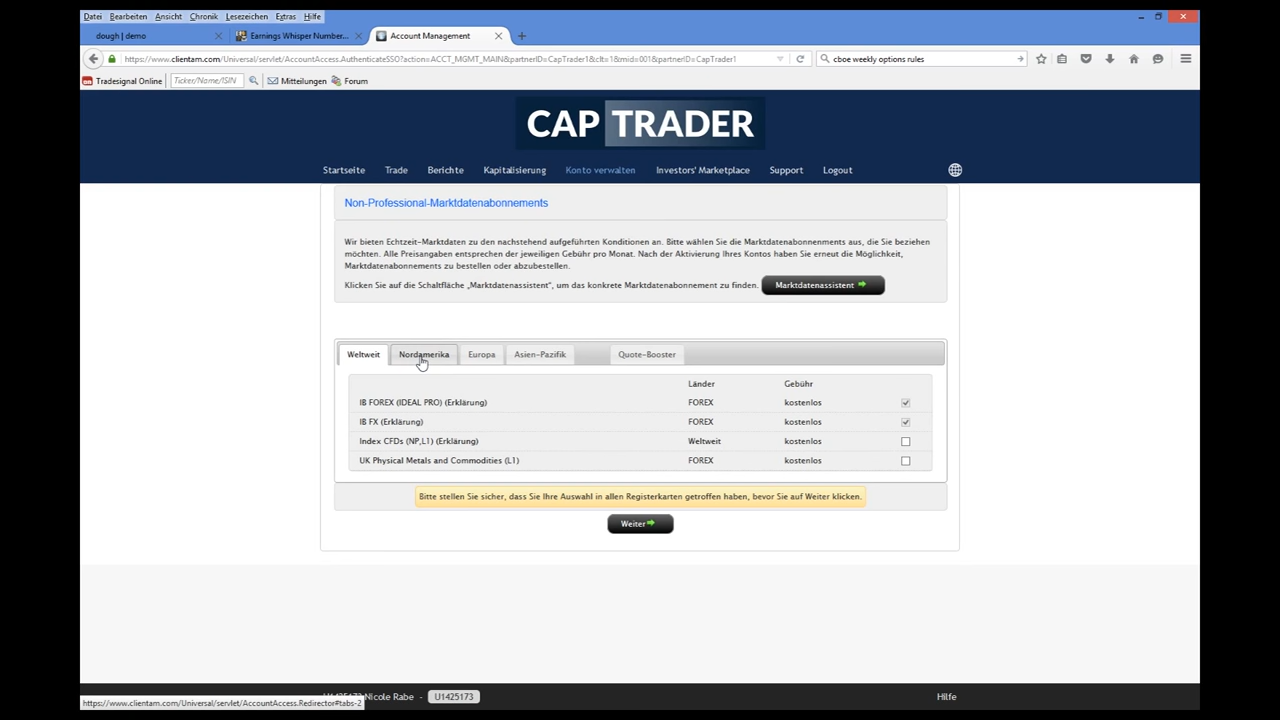 Datei Bearbeiten Ansicht Chronik Lesezeichen Extras Hilfe
dough | demo Earnings Whisper Number... Account Management
https://www.clientam.com/Universal/servlet/AccountAccess.AuthenticateSSO?action=ACCT_MGMT_MAIN&partnerID=CapTrader1&clt=1&mid=001&partnerID=CapTrader1 cboe weekly options rules
Tradesignal Online Ticker/Name/ISIN Mitteilungen Forum
CAP TRADER
Startseite Trade Berichte Kapitalisierung Konto verwalten Investors' Marketplace Support Logout
Non-Professional-Marktdatenabonnements
Wir bieten Echtzeit-Marktdaten zu den nachstehend aufgeführten Konditionen an. Bitte wählen Sie die Marktdatenabonnenments aus, die Sie beziehen
möchten. Alle Preisangaben entsprechen der jeweiligen Gebühr pro Monat. Nach der Aktivierung Ihres Kontos haben Sie erneut die Möglichkeit,
Marktdatenabonnements zu bestellen oder abzubestellen.
Klicken Sie auf die Schaltfläche „Marktdatenassistent", um das konkrete Marktdatenabonnement zu finden. Marktdatenassistent
Weltweit Nordamerika Europa Asien-Pazifik Quote-Booster
Länder Gebühr
IB FOREX (IDEAL PRO) (Erklärung) FOREX kostenlos
IB FX (Erklärung) FOREX kostenlos
Index CFDs (NP,L1) (Erklärung) Weltweit kostenlos
UK Physical Metals and Commodities (L1) FOREX kostenlos
Bitte stellen Sie sicher, dass Sie Ihre Auswahl in allen Registerkarten getroffen haben, bevor Sie auf Weiter klicken.
Weiter
U1425173 Nicole Rabe - U1425173 Hilfe
https://www.clientam.com/Universal/servlet/AccountAccess.Redirector#tabs-2